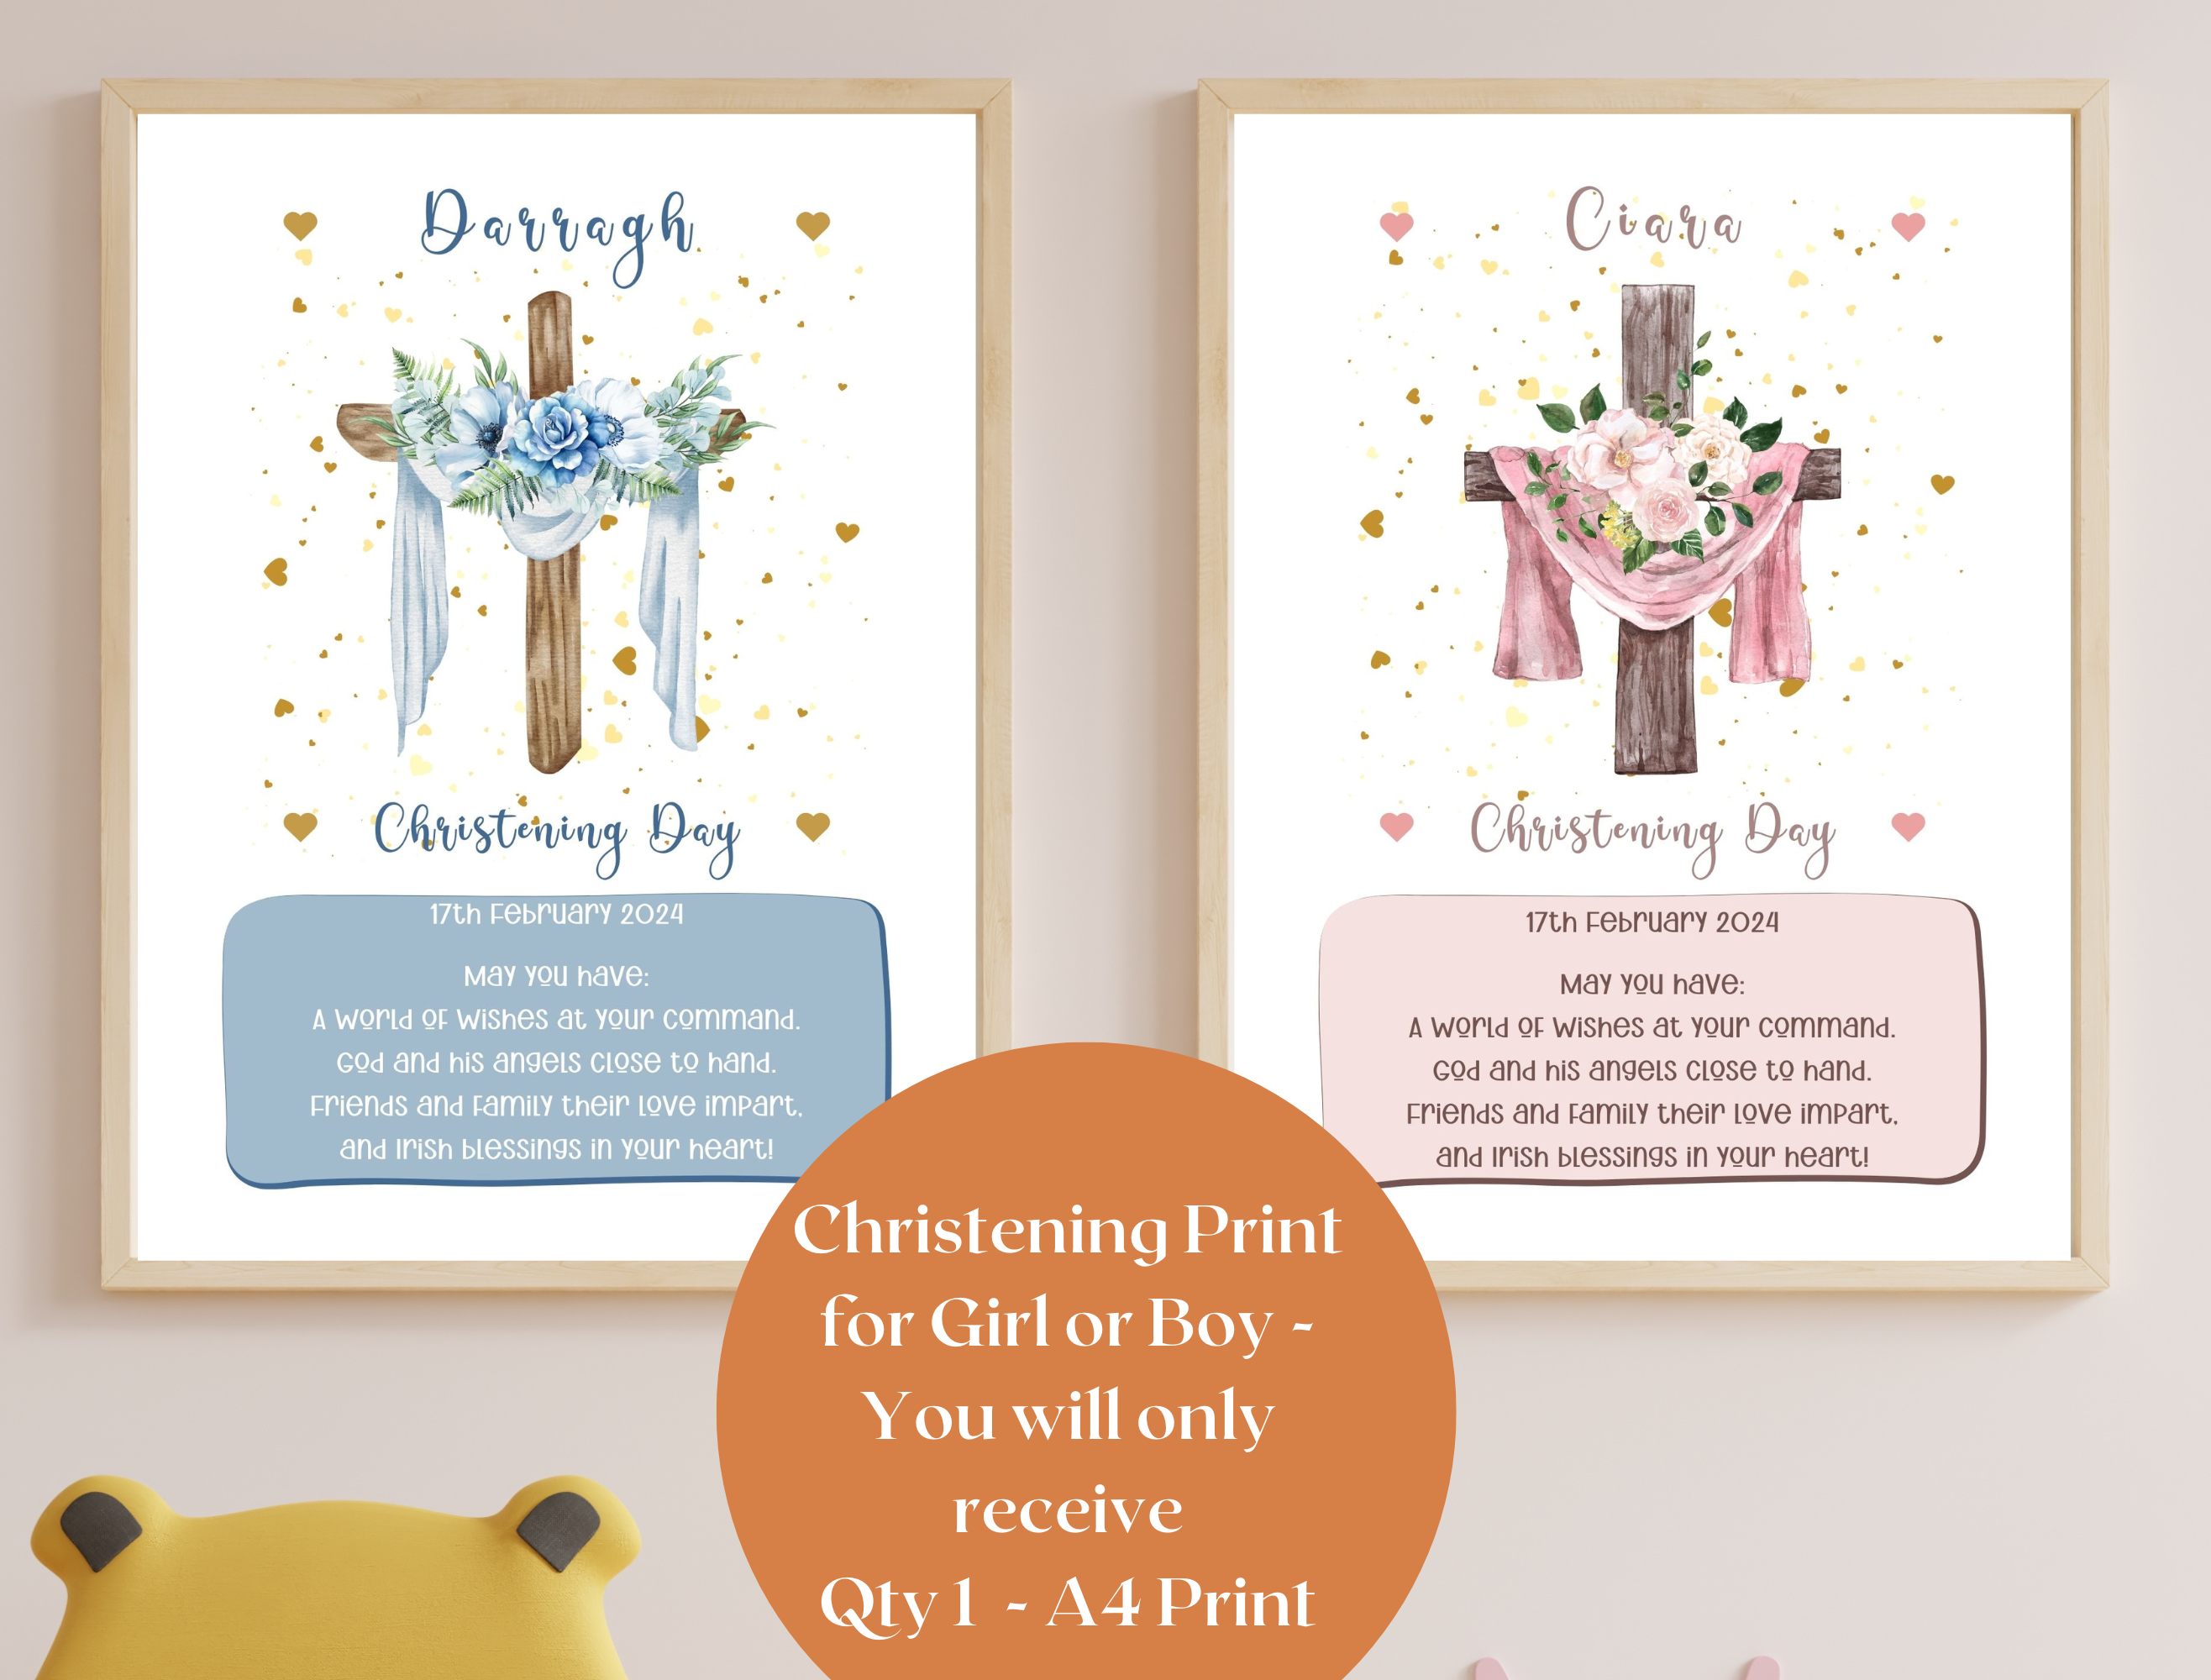 Darragh
Christening Day
17th February 2024
May you have:
A world of wishes at your command.
God and his angels close to hand.
Friends and family their love impart,
and Irish blessings in your heart!
Ciara
Christening Day
17th February 2024
May you have:
A world of wishes at your command.
God and his angels close to hand.
Friends and family their love impart,
and Irish blessings in your heart!
Christening Print
for Girl or Boy -
You will only
receive
Qty 1 - A4 Print